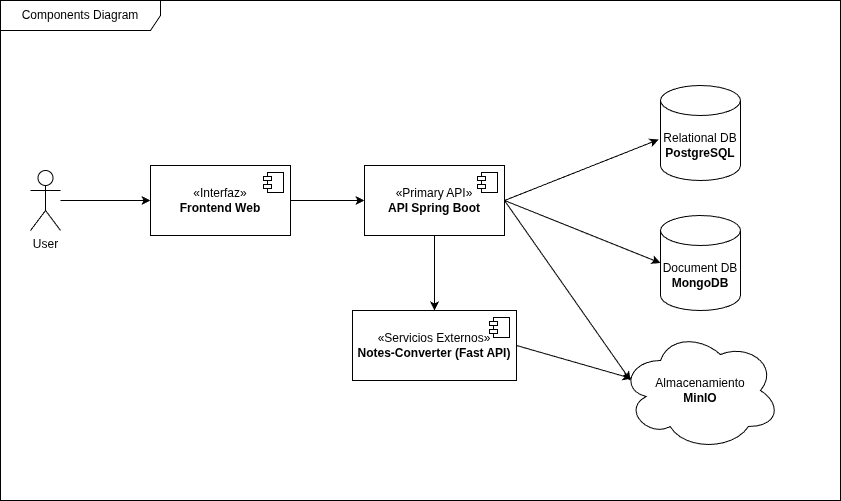 Components Diagram
User
«Interfaz»
Frontend Web
«Primary API»
API Spring Boot
«Servicios Externos»
Notes-Converter (Fast API)
Relational DB
PostgreSQL
Document DB
MongoDB
Almacenamiento
MinIO